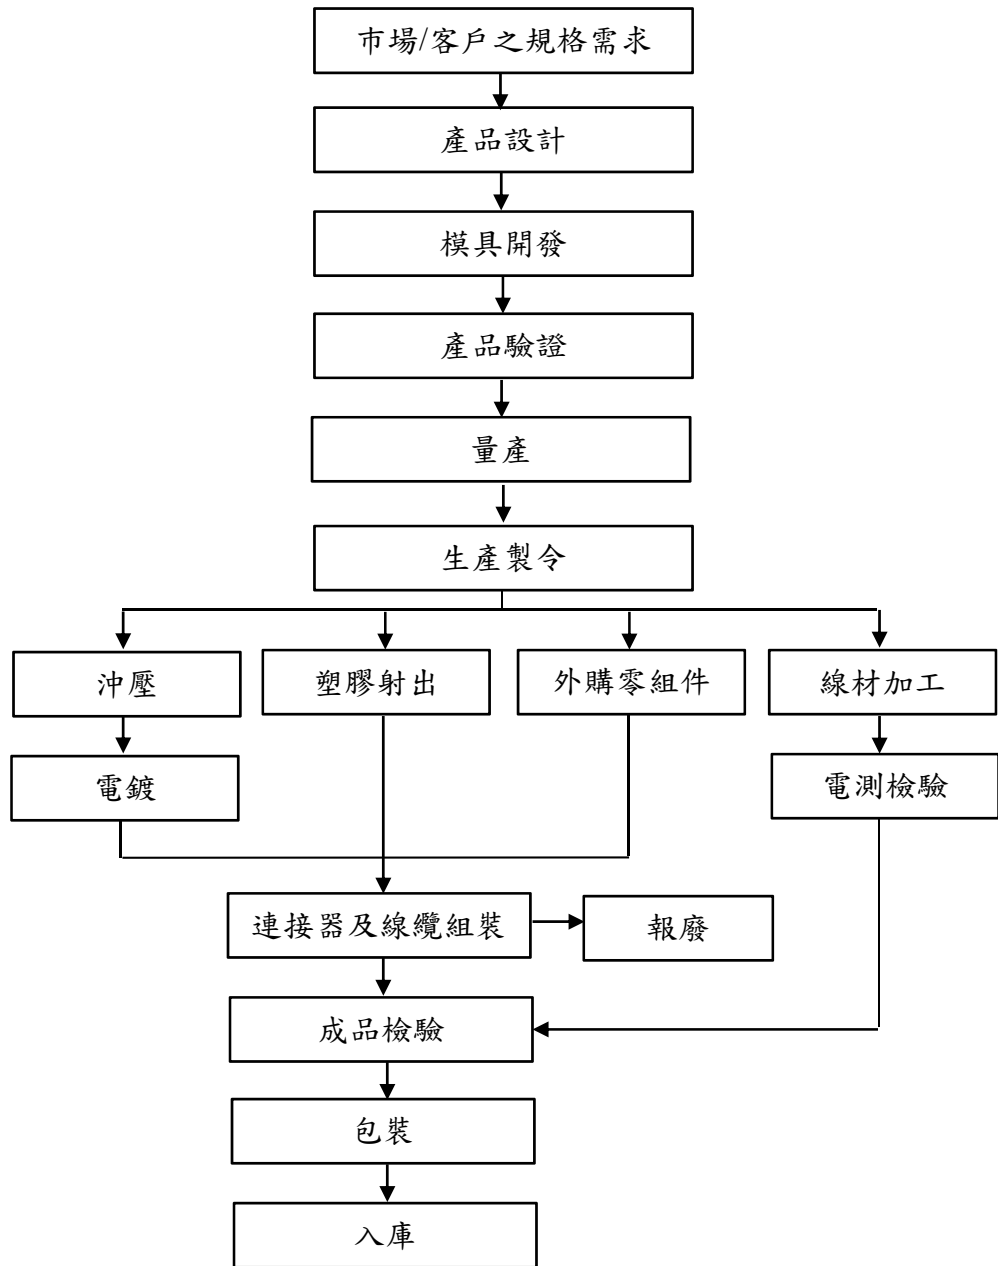 市場/客戶之規格需求
產品設計
模具開發
產品驗證
量產
生產製令
沖壓
塑膠射出
外購零組件
線材加工
電鍍
電測檢驗
連接器及線纜組裝
報廢
成品檢驗
包裝
入庫